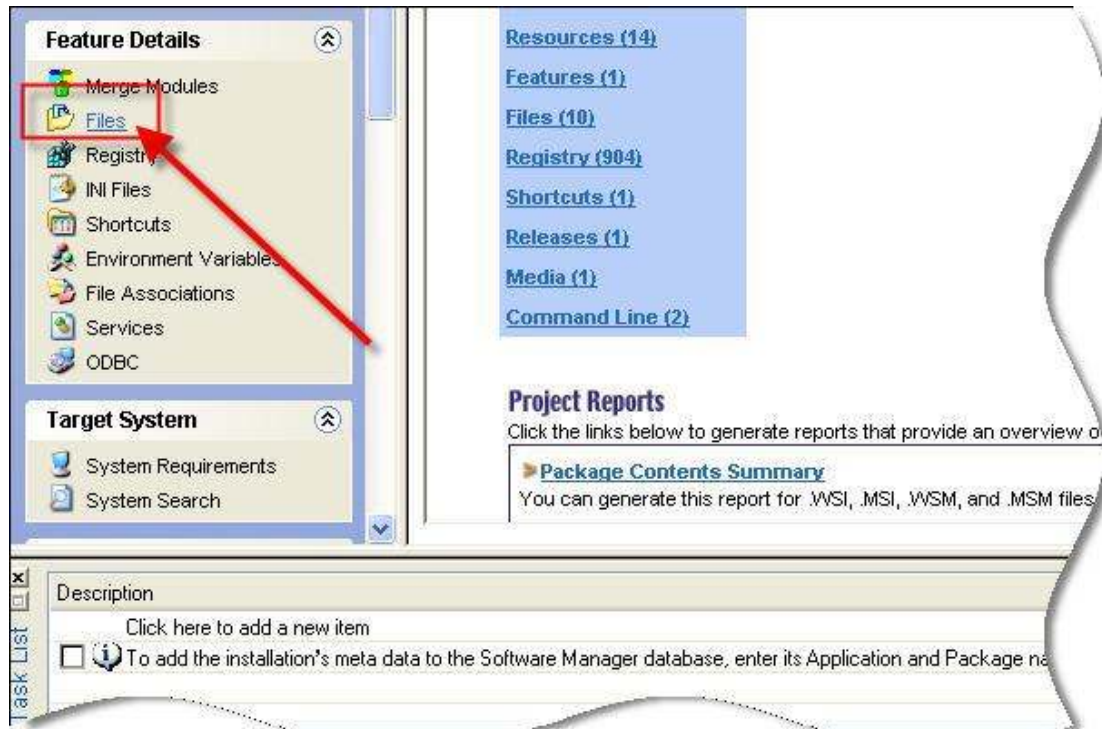 Feature Details
Merge Modules
Files
Registry
INI Files
Shortcuts
Environment Variables
File Associations
Services
ODBC
Target System
System Requirements
System Search
Resources (14)
Features (1)
Files (10)
Registry (904)
Shortcuts (1)
Releases (1)
Media (1)
Command Line (2)
Project Reports
Click the links below to generate reports that provide an overview
Package Contents Summary
You can generate this report for .WSI, .MSI, .WSM, and .MSM files
Task List
Description
Click here to add a new item
To add the installation's meta data to the Software Manager database, enter its Application and Package